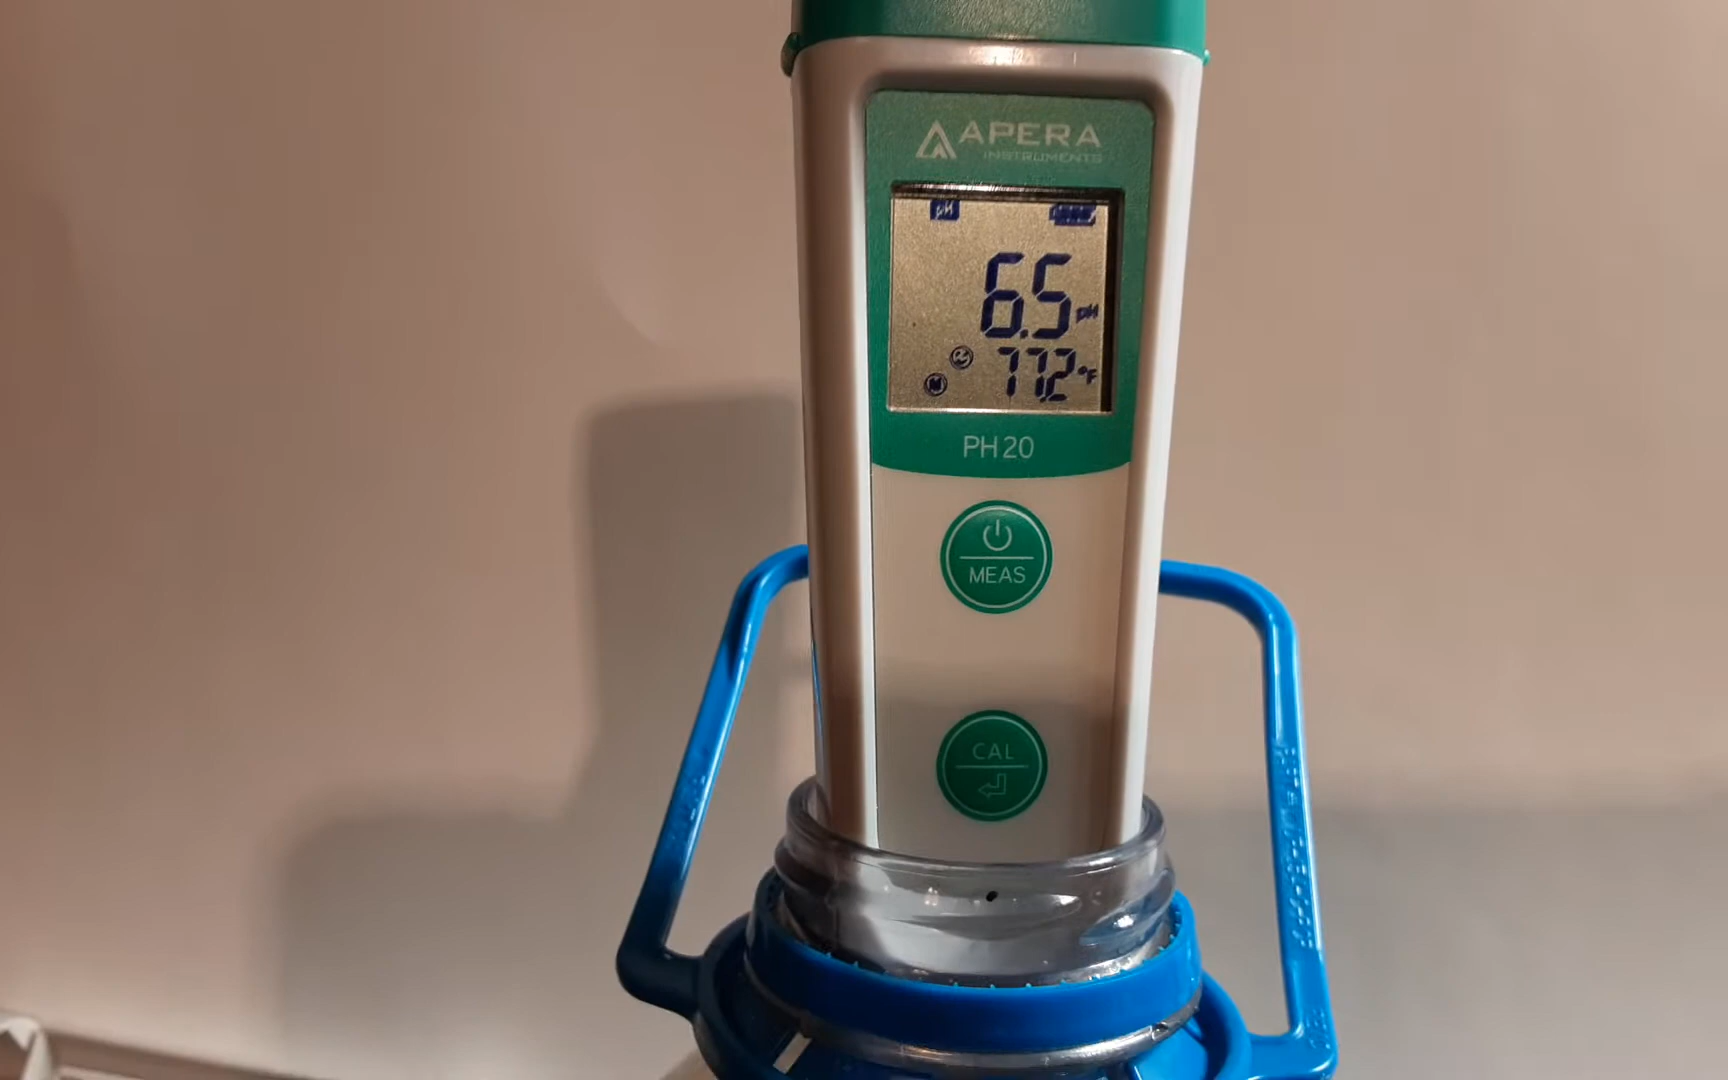 APERA
INSTRUMENTS
pH
6.5 pH
77.2 °F
M
PH20
MEAS
CAL